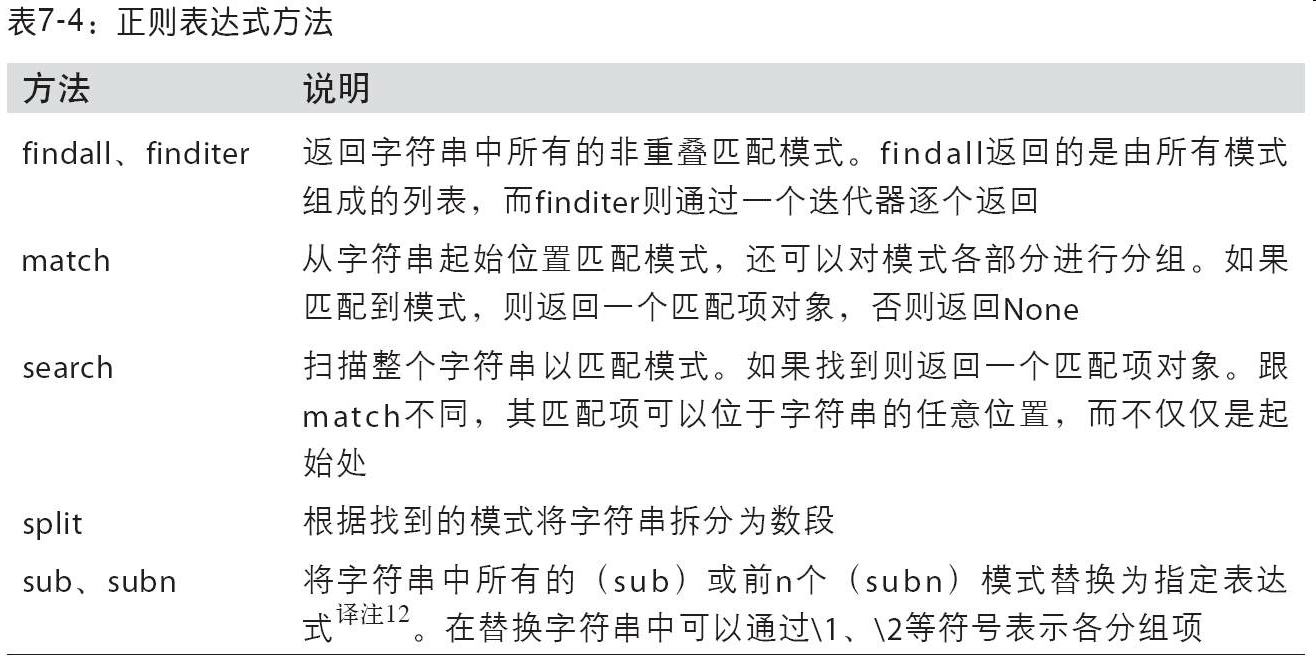 表7-4：正则表达式方法
方法 说明
findall、finditer 返回字符串中所有的非重叠匹配模式。findall返回的是由所有模式
组成的列表，而finditer则通过一个迭代器逐个返回
match 从字符串起始位置匹配模式，还可以对模式各部分进行分组。如果
匹配到模式，则返回一个匹配项对象，否则返回None
search 扫描整个字符串以匹配模式。如果找到则返回一个匹配项对象。跟
match不同，其匹配项可以位于字符串的任意位置，而不仅仅是起
始处
split 根据找到的模式将字符串拆分为数段
sub、subn 将字符串中所有的（sub）或前n个（subn）模式替换为指定表达
式译注12。在替换字符串中可以通过\1、\2等符号表示各分组项